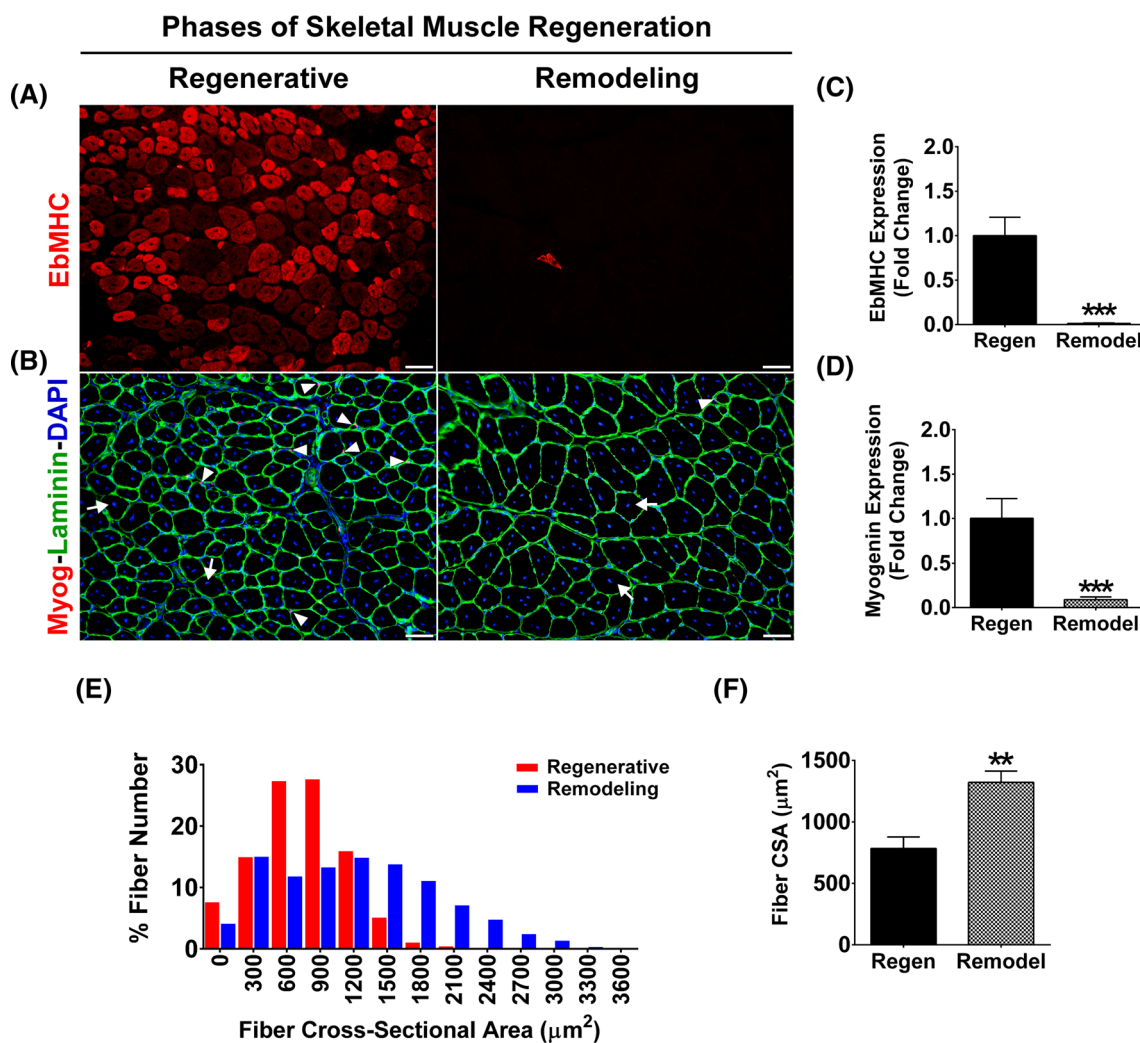 Phases of Skeletal Muscle Regeneration
Regenerative
Remodeling
(A)
EbMHC
(B)
Myog-Laminin-DAPI
(C)
EbMHC Expression
(Fold Change)
2.0
1.5
1.0
0.5
0.0
***
Regen
Remodel
(D)
Myogenin Expression
(Fold Change)
2.0
1.5
1.0
0.5
0.0
***
Regen
Remodel
(E)
% Fiber Number
30
20
10
0
Regenerative
Remodeling
0
300
600
900
1200
1500
1800
2100
2400
2700
3000
3300
3600
Fiber Cross-Sectional Area (μm²)
(F)
Fiber CSA (μm²)
1500
1000
500
0
**
Regen
Remodel